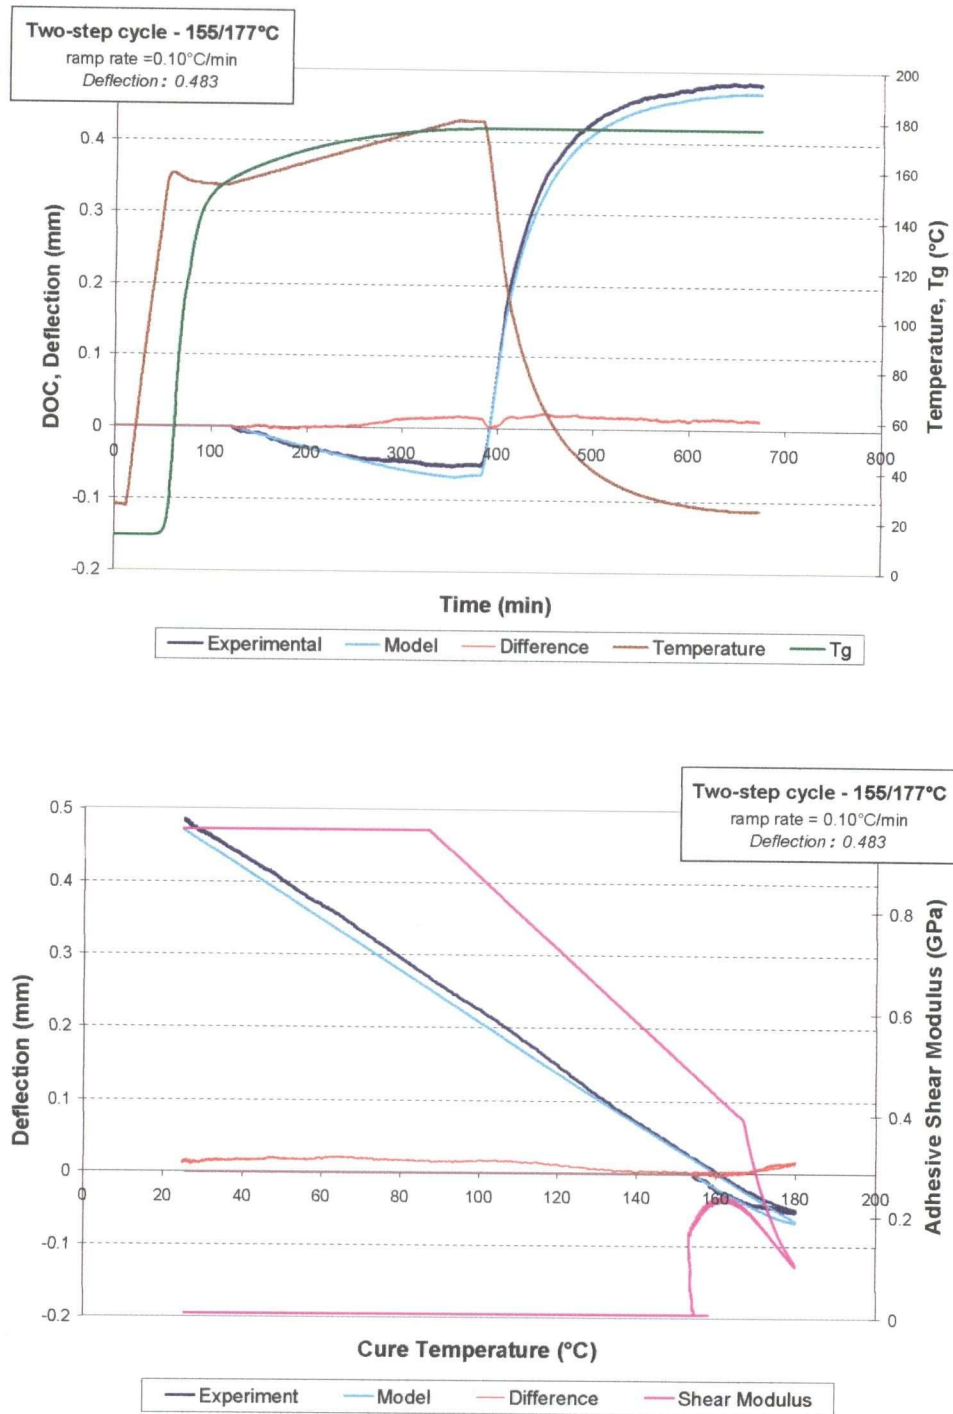 Two-step cycle - 155/177°C
ramp rate =0.10°C/min
Deflection : 0.483
DOC, Deflection (mm)
0.4
0.3
0.2
0.1
0
-0.1
-0.2
0
100
200
300
400
500
600
700
800
200
180
160
140
120
100
80
60
40
20
0
Temperature, Tg (°C)
Time (min)
Experimental
Model
Difference
Temperature
Tg
Two-step cycle - 155/177°C
ramp rate = 0.10°C/min
Deflection : 0.483
Deflection (mm)
0.5
0.4
0.3
0.2
0.1
0
-0.1
-0.2
0
20
40
60
80
100
120
140
160
180
200
0.8
0.6
0.4
0.2
0
Adhesive Shear Modulus (GPa)
Cure Temperature (°C)
Experiment
Model
Difference
Shear Modulus